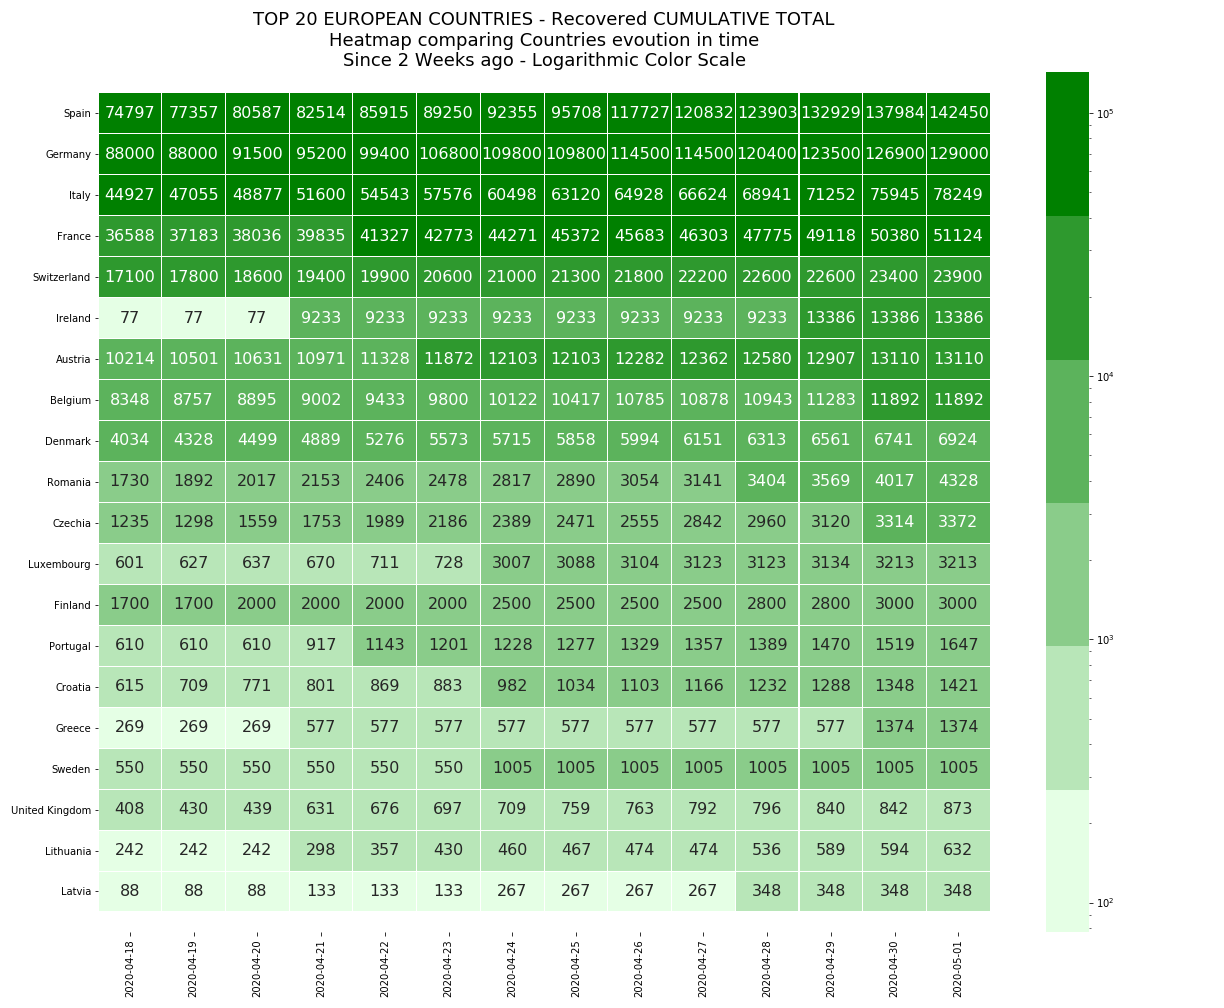 TOP 20 EUROPEAN COUNTRIES - Recovered CUMULATIVE TOTAL
Heatmap comparing Countries evoution in time
Since 2 Weeks ago - Logarithmic Color Scale
Spain 74797 77357 80587 82514 85915 89250 92355 95708 117727 120832 123903 132929 137984 142450
Germany 88000 88000 91500 95200 99400 106800 109800 109800 114500 114500 120400 123500 126900 129000
Italy 44927 47055 48877 51600 54543 57576 60498 63120 64928 66624 68941 71252 75945 78249
France 36588 37183 38036 39835 41327 42773 44271 45372 45683 46303 47775 49118 50380 51124
Switzerland 17100 17800 18600 19400 19900 20600 21000 21300 21800 22200 22600 22600 23400 23900
Ireland 77 77 77 9233 9233 9233 9233 9233 9233 9233 9233 13386 13386 13386
Austria 10214 10501 10631 10971 11328 11872 12103 12103 12282 12362 12580 12907 13110 13110
Belgium 8348 8757 8895 9002 9433 9800 10122 10417 10785 10878 10943 11283 11892 11892
Denmark 4034 4328 4499 4889 5276 5573 5715 5858 5994 6151 6313 6561 6741 6924
Romania 1730 1892 2017 2153 2406 2478 2817 2890 3054 3141 3404 3569 4017 4328
Czechia 1235 1298 1559 1753 1989 2186 2389 2471 2555 2842 2960 3120 3314 3372
Luxembourg 601 627 637 670 711 728 3007 3088 3104 3123 3123 3134 3213 3213
Finland 1700 1700 2000 2000 2000 2000 2500 2500 2500 2500 2800 2800 3000 3000
Portugal 610 610 610 917 1143 1201 1228 1277 1329 1357 1389 1470 1519 1647
Croatia 615 709 771 801 869 883 982 1034 1103 1166 1232 1288 1348 1421
Greece 269 269 269 577 577 577 577 577 577 577 577 577 1374 1374
Sweden 550 550 550 550 550 550 1005 1005 1005 1005 1005 1005 1005 1005
United Kingdom 408 430 439 631 676 697 709 759 763 792 796 840 842 873
Lithuania 242 242 242 298 357 430 460 467 474 474 536 589 594 632
Latvia 88 88 88 133 133 133 267 267 267 267 348 348 348 348
2020-04-18 2020-04-19 2020-04-20 2020-04-21 2020-04-22 2020-04-23 2020-04-24 2020-04-25 2020-04-26 2020-04-27 2020-04-28 2020-04-29 2020-04-30 2020-05-01
10⁵
10⁴
10³
10²